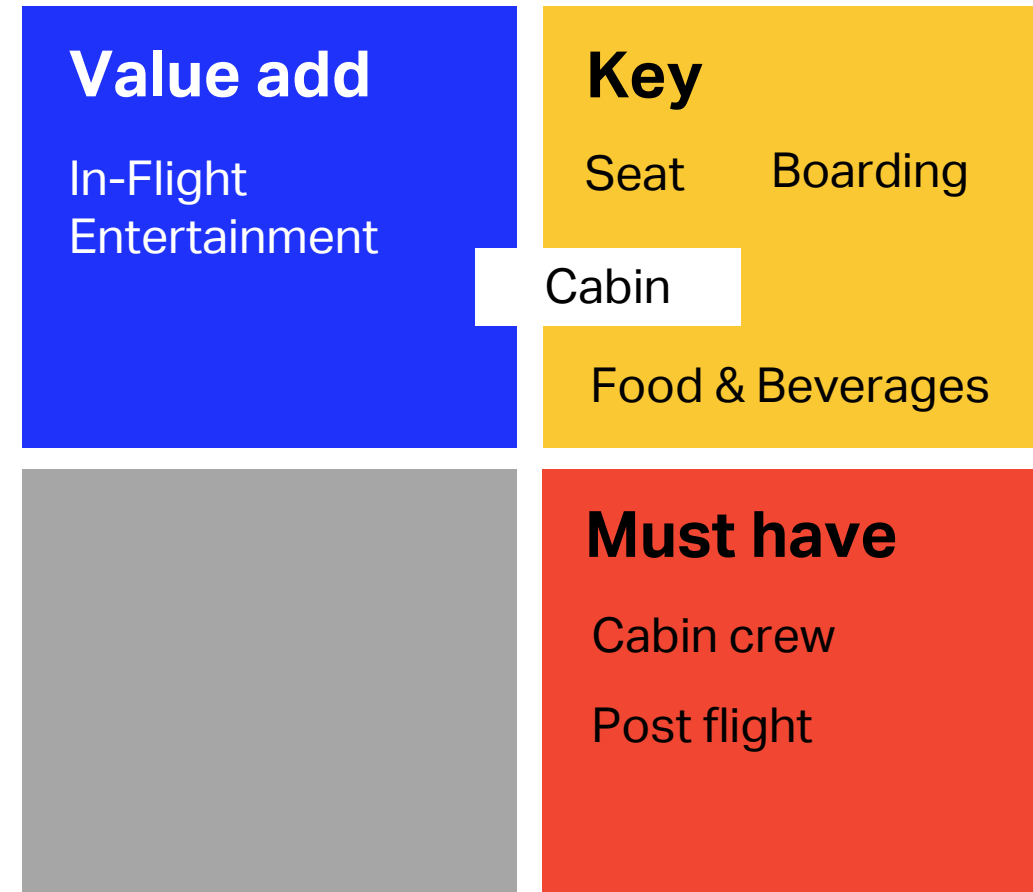 Value add
In-Flight
Entertainment
Key
Seat
Boarding
Cabin
Food & Beverages
Must have
Cabin crew
Post flight